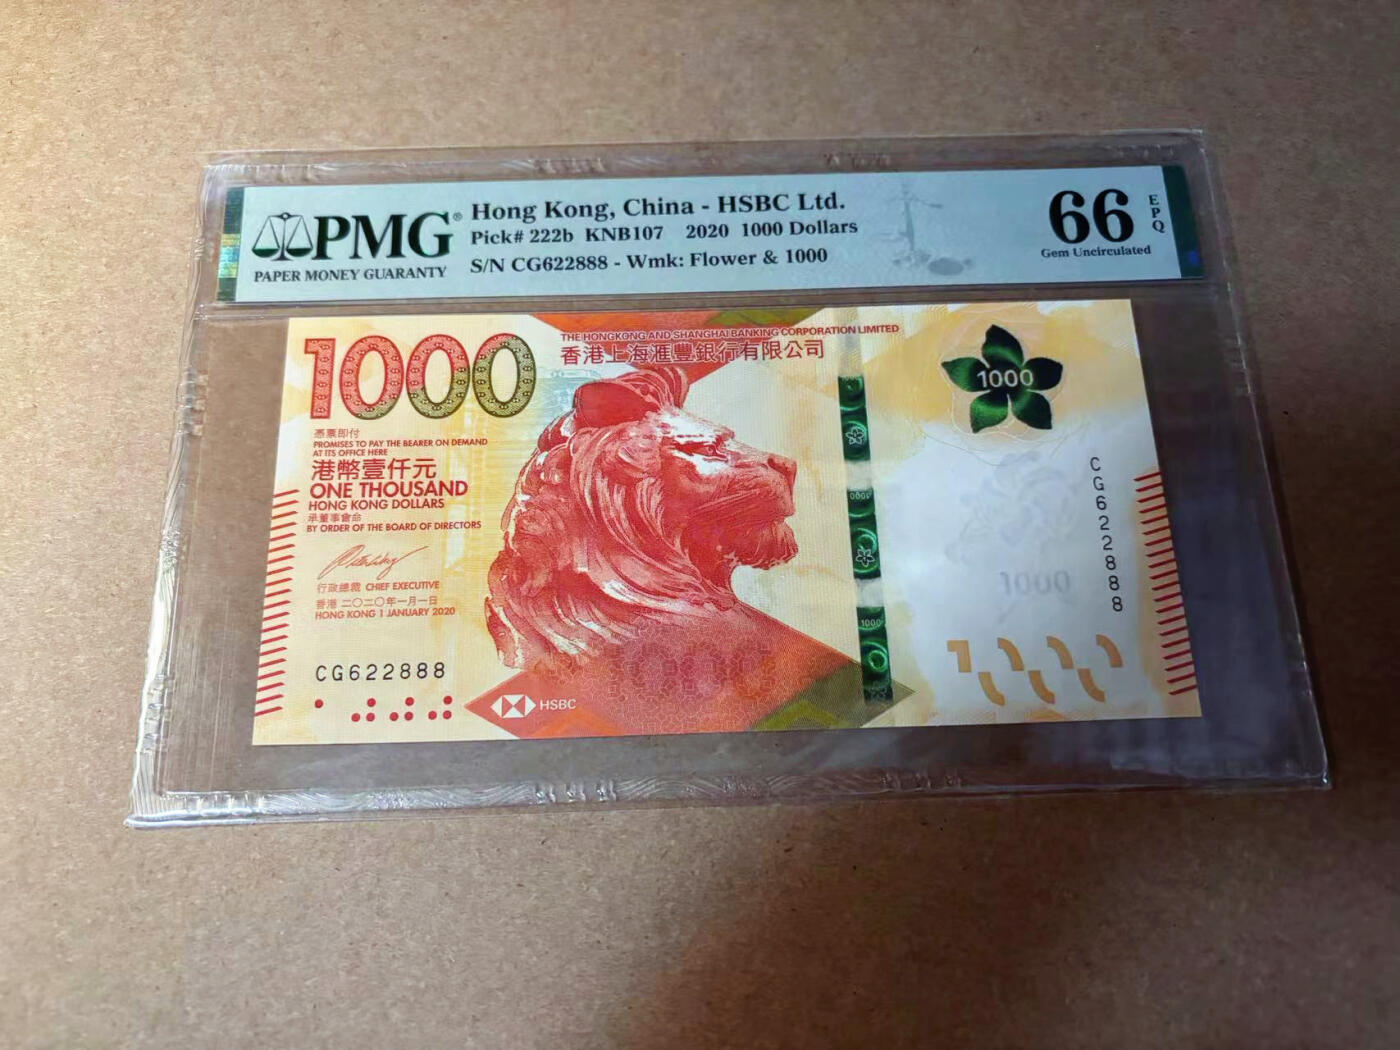 PMG®
PAPER MONEY GUARANTY
Hong Kong, China - HSBC Ltd.
Pick# 222b KNB107 2020 1000 Dollars
S/N CG622888 - Wmk: Flower & 1000
66
EPQ
Gem Uncirculated
1000
THE HONGKONG AND SHANGHAI BANKING CORPORATION LIMITED
香港上海滙豐銀行有限公司
憑票即付
PROMISES TO PAY THE BEARER ON DEMAND
AT ITS OFFICE HERE
港幣壹仟元
ONE THOUSAND
HONG KONG DOLLARS
承董事會命
BY ORDER OF THE BOARD OF DIRECTORS
行政總裁 CHIEF EXECUTIVE
香港 二〇二〇年一月一日
HONG KONG 1 JANUARY 2020
CG622888
HSBC
1000
1000
1000
CG622888
1000
1000